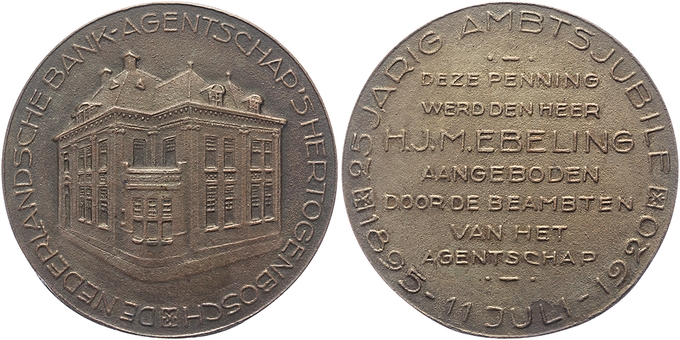 DE NEDERLANDSCHE BANK-AGENTSCHAP 'S HERTOGENBOSCH
25 JARIG AMBTSJUBILE
DEZE PENNING
WERD DEN HEER
H.J.M. EBELING
AANGEBODEN
DOOR DE BEAMBTEN
VAN HET
AGENTSCHAP
1895 - 11 JULI - 1920